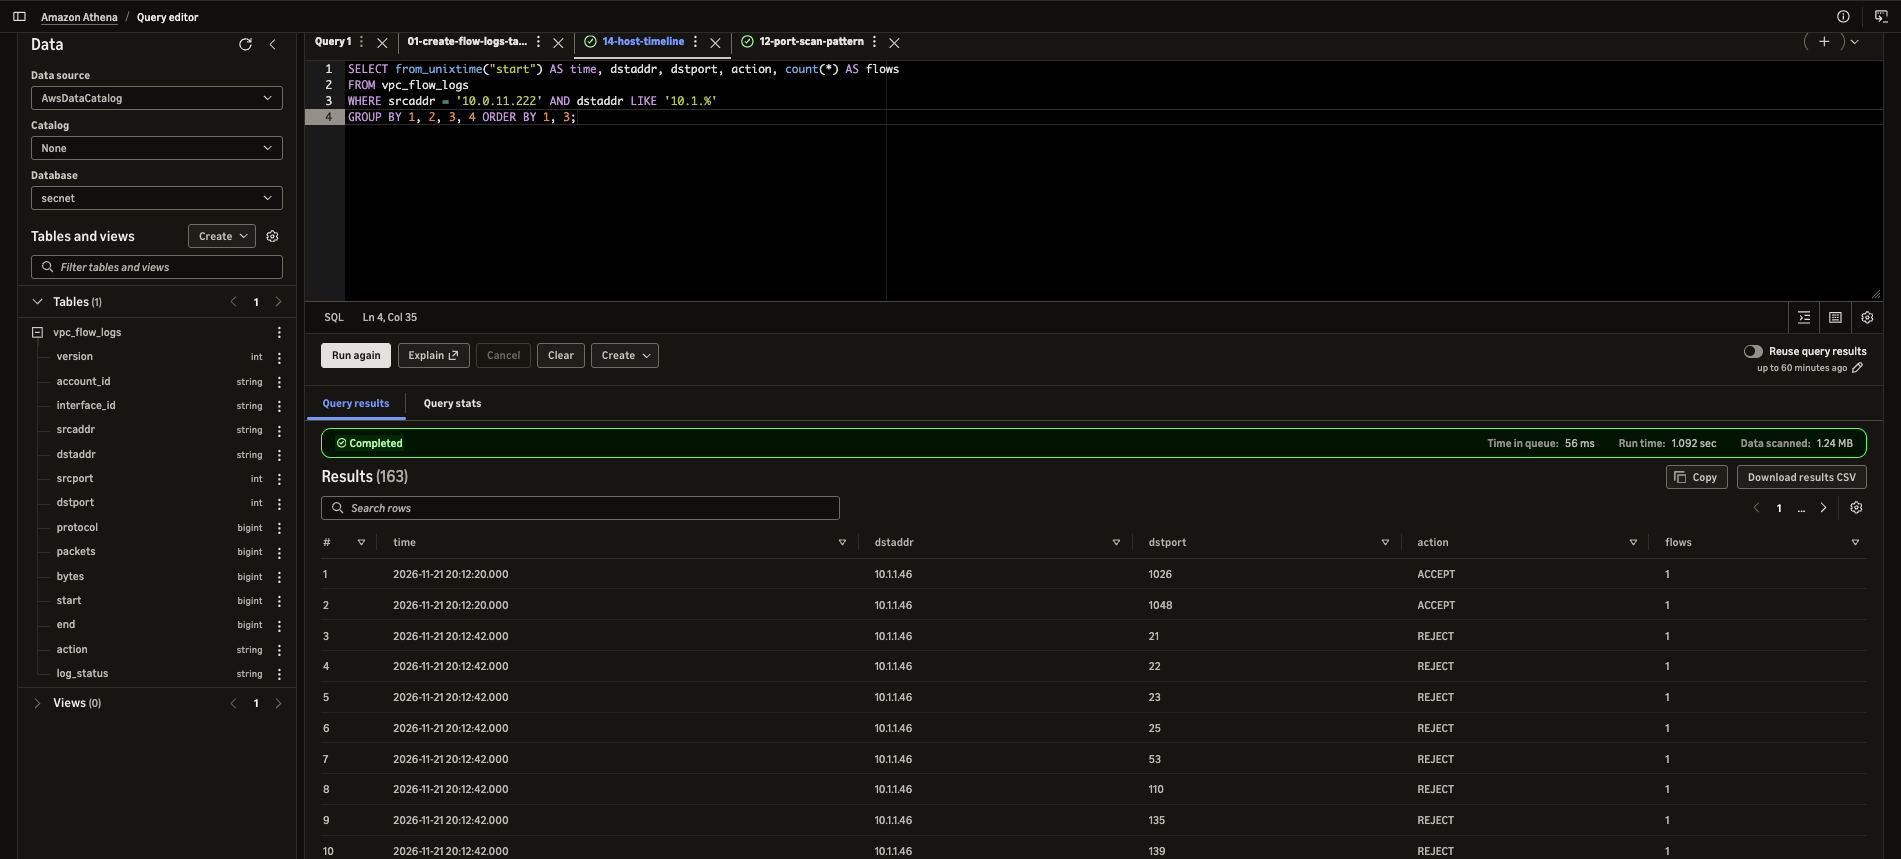 Amazon Athena / Query editor
Data
Data source
AwsDataCatalog
Catalog
None
Database
secnet
Tables and views
Create
Filter tables and views
Tables (1)
1
vpc_flow_logs
version int
account_id string
interface_id string
srcaddr string
dstaddr string
srcport int
dstport int
protocol bigint
packets bigint
bytes bigint
start bigint
end bigint
action string
log_status string
Views (0)
1
Query 1
01-create-flow-logs-ta...
14-host-timeline
12-port-scan-pattern
1 SELECT from_unixtime("start") AS time, dstaddr, dstport, action, count(*) AS flows
2 FROM vpc_flow_logs
3 WHERE srcaddr = '10.0.11.222' AND dstaddr LIKE '10.1.%'
4 GROUP BY 1, 2, 3, 4 ORDER BY 1, 3;
SQL Ln 4, Col 35
Run again Explain Cancel Clear Create
Reuse query results
up to 60 minutes ago
Query results Query stats
Completed Time in queue: 56 ms Run time: 1.092 sec Data scanned: 1.24 MB
Results (163)
Copy Download results CSV
Search rows
1 ...
# time dstaddr dstport action flows
1 2026-11-21 20:12:20.000 10.1.1.46 1026 ACCEPT 1
2 2026-11-21 20:12:20.000 10.1.1.46 1048 ACCEPT 1
3 2026-11-21 20:12:42.000 10.1.1.46 21 REJECT 1
4 2026-11-21 20:12:42.000 10.1.1.46 22 REJECT 1
5 2026-11-21 20:12:42.000 10.1.1.46 23 REJECT 1
6 2026-11-21 20:12:42.000 10.1.1.46 25 REJECT 1
7 2026-11-21 20:12:42.000 10.1.1.46 53 REJECT 1
8 2026-11-21 20:12:42.000 10.1.1.46 110 REJECT 1
9 2026-11-21 20:12:42.000 10.1.1.46 135 REJECT 1
10 2026-11-21 20:12:42.000 10.1.1.46 139 REJECT 1